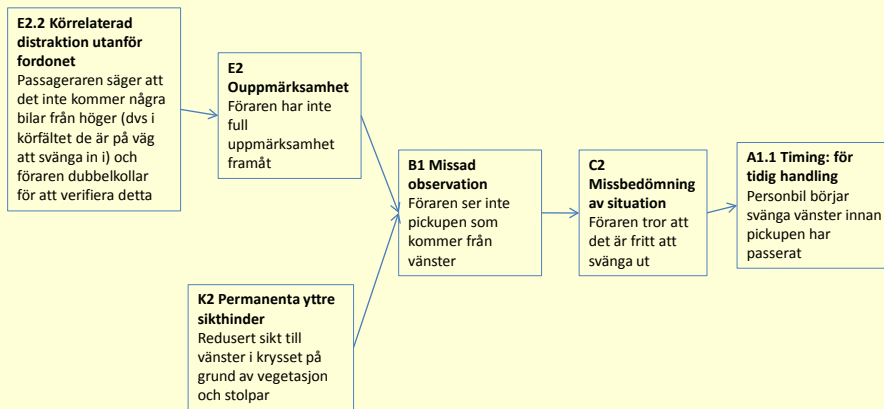 E2.2 Körrelaterad
distraktion utanför
fordonet
Passageraren säger att
det inte kommer några
bilar från höger (dvs i
körfältet de är på väg
att svänga in i) och
föraren dubbelkollar
för att verifiera detta
E2
Ouppmärksamhet
Föraren har inte
full
uppmärksamhet
framåt
B1 Missad
observation
Föraren ser inte
pickupen som
kommer från
vänster
C2
Missbedömning
av situation
Föraren tror att
det är fritt att
svänga ut
A1.1 Timing: för
tidig handling
Personbil börjar
svänga vänster innan
pickupen har
passerat
K2 Permanenta yttre
sikthinder
Redusert sikt till
vänster i krysset på
grund av vegetasjon
och stolpar